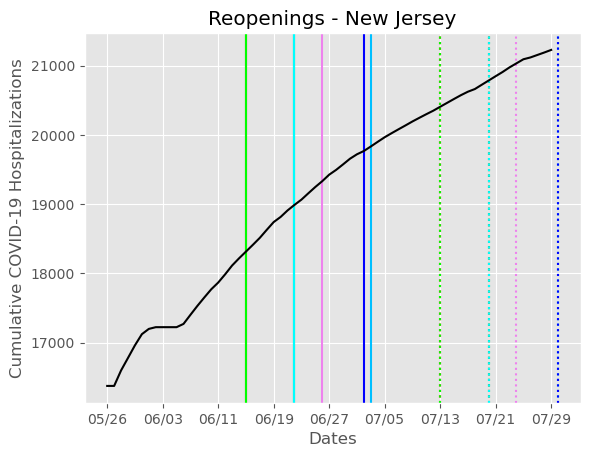 Reopenings - New Jersey
Cumulative COVID-19 Hospitalizations
21000
20000
19000
18000
17000
05/26 06/03 06/11 06/19 06/27 07/05 07/13 07/21 07/29
Dates